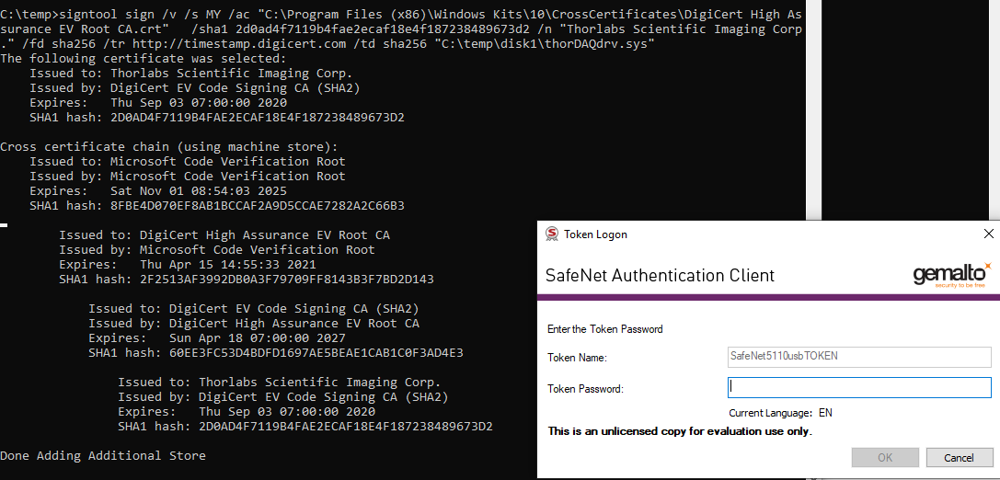 C:\temp>signtool sign /v /s MY /ac "C:\Program Files (x86)\Windows Kits\10\CrossCertificates\DigiCert High As
surance EV Root CA.crt"   /sha1 2d0ad4f7119b4fae2ecaf18e4f187238489673d2 /n "Thorlabs Scientific Imaging Corp
." /fd sha256 /tr http://timestamp.digicert.com /td sha256 "C:\temp\disk1\thorDAQdrv.sys"
The following certificate was selected:
    Issued to: Thorlabs Scientific Imaging Corp.
    Issued by: DigiCert EV Code Signing CA (SHA2)
    Expires:   Thu Sep 03 07:00:00 2020
    SHA1 hash: 2D0AD4F7119B4FAE2ECAF18E4F187238489673D2
Cross certificate chain (using machine store):
    Issued to: Microsoft Code Verification Root
    Issued by: Microsoft Code Verification Root
    Expires:   Sat Nov 01 08:54:03 2025
    SHA1 hash: 8FBE4D070EF8AB1BCCAF2A9D5CCAE7282A2C66B3
        Issued to: DigiCert High Assurance EV Root CA
        Issued by: Microsoft Code Verification Root
        Expires:   Thu Apr 15 14:55:33 2021
        SHA1 hash: 2F2513AF3992DB0A3F79709FF8143B3F7BD2D143
            Issued to: DigiCert EV Code Signing CA (SHA2)
            Issued by: DigiCert High Assurance EV Root CA
            Expires:   Sun Apr 18 07:00:00 2027
            SHA1 hash: 60EE3FC53D4BDFD1697AE5BEAE1CAB1C0F3AD4E3
                Issued to: Thorlabs Scientific Imaging Corp.
                Issued by: DigiCert EV Code Signing CA (SHA2)
                Expires:   Thu Sep 03 07:00:00 2020
                SHA1 hash: 2D0AD4F7119B4FAE2ECAF18E4F187238489673D2
Done Adding Additional Store
Token Logon
SafeNet Authentication Client
gemalto
security to be free
Enter the Token Password
Token Name:
SafeNet5110usbTOKEN
Token Password:
Current Language: EN
This is an unlicensed copy for evaluation use only.
OK
Cancel